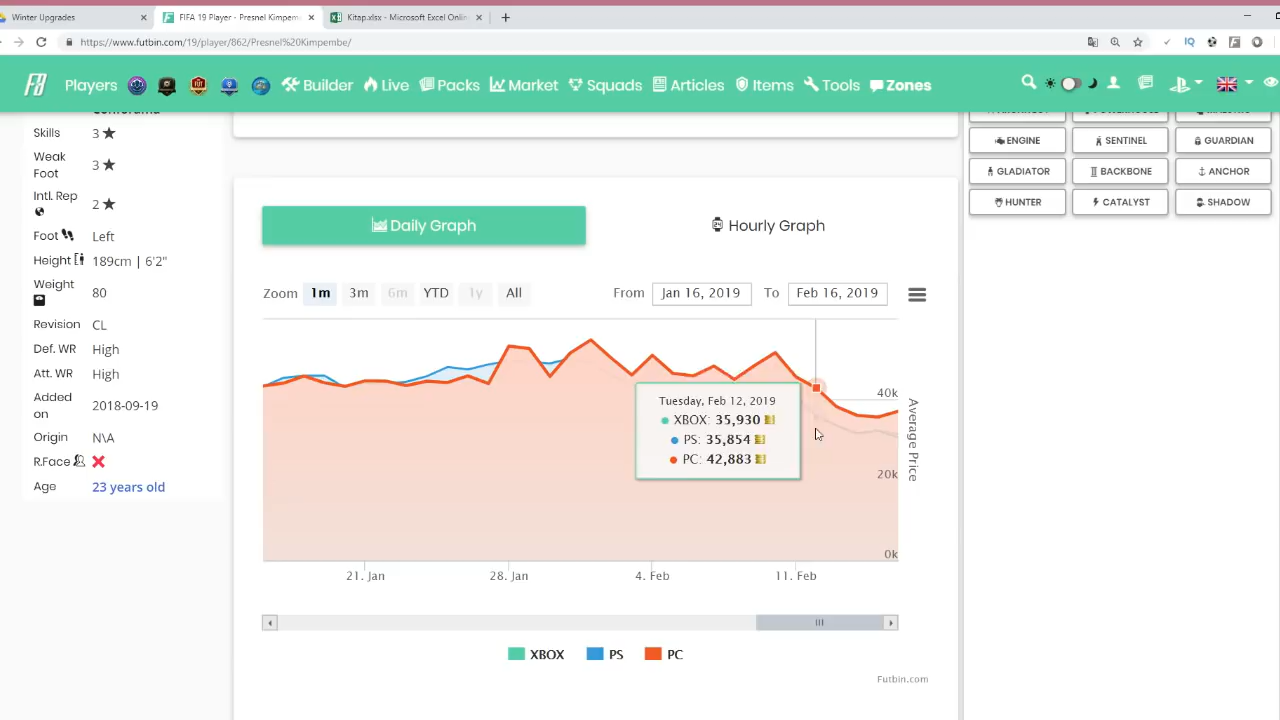 Winter Upgrades
FIFA 19 Player - Presnel Kimpemb
Kitap.xlsx - Microsoft Excel Onlin
https://www.futbin.com/19/player/862/Presnel%20Kimpembe/
Players
Builder
Live
Packs
Market
Squads
Articles
Items
Tools
Zones
Skills 3
Weak Foot 3
Intl. Rep 2
Foot Left
Height 189cm | 6'2"
Weight 80
Revision CL
Def. WR High
Att. WR High
Added on 2018-09-19
Origin N\A
R.Face
Age 23 years old
Daily Graph
Hourly Graph
Zoom 1m 3m 6m YTD 1y All
From Jan 16, 2019 To Feb 16, 2019
Tuesday, Feb 12, 2019
XBOX: 35,930
PS: 35,854
PC: 42,883
40k
20k
0k
Average Price
21. Jan 28. Jan 4. Feb 11. Feb
XBOX PS PC
Futbin.com
ENGINE SENTINEL GUARDIAN
GLADIATOR BACKBONE ANCHOR
HUNTER CATALYST SHADOW